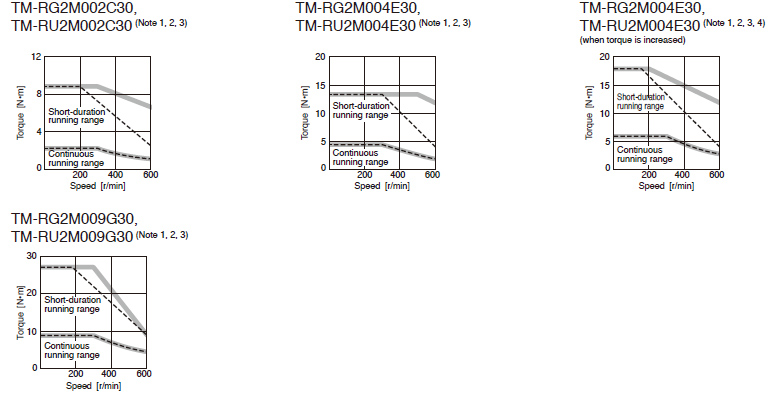 TM-RG2M002C30,
TM-RU2M002C30 (Note 1, 2, 3)
12
8
4
0
Torque [N•m]
Short-duration
running range
Continuous
running range
200 400 600
Speed [r/min]
TM-RG2M004E30,
TM-RU2M004E30 (Note 1, 2, 3)
20
15
10
5
0
Torque [N•m]
Short-duration
running range
Continuous
running range
200 400 600
Speed [r/min]
TM-RG2M004E30,
TM-RU2M004E30 (Note 1, 2, 3, 4)
(when torque is increased)
20
15
10
5
0
Torque [N•m]
Short-duration
running range
Continuous
running range
200 400 600
Speed [r/min]
TM-RG2M009G30,
TM-RU2M009G30 (Note 1, 2, 3)
30
20
10
0
Torque [N•m]
Short-duration
running range
Continuous
running range
200 400 600
Speed [r/min]